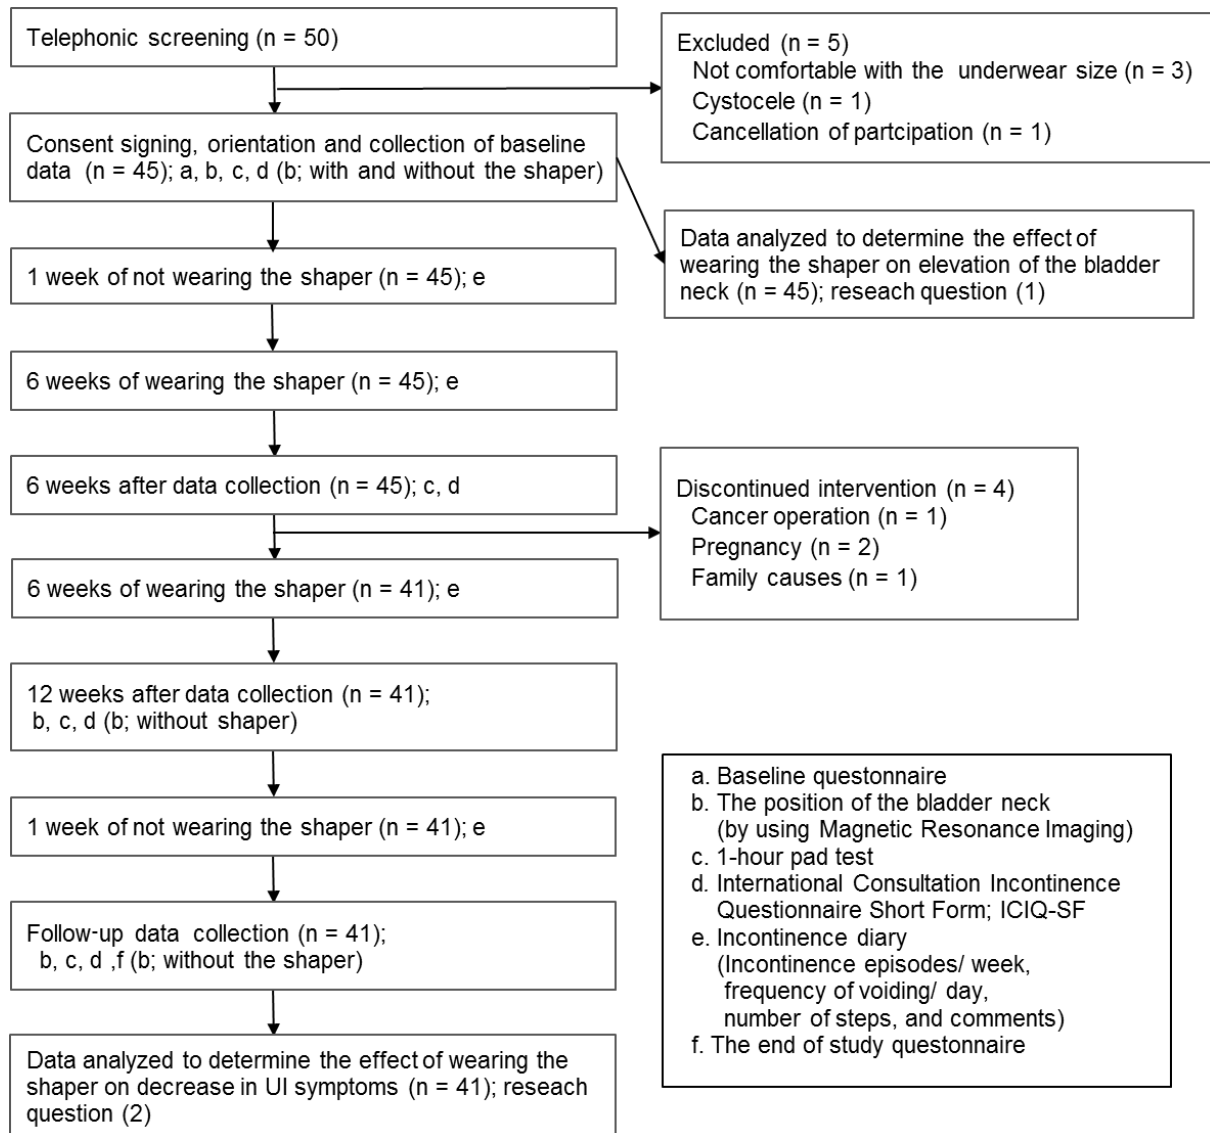 Telephonic screening (n = 50)
Excluded (n = 5)
Not comfortable with the underwear size (n = 3)
Cystocele (n = 1)
Cancellation of partcipation (n = 1)
Consent signing, orientation and collection of baseline
data (n = 45); a, b, c, d (b; with and without the shaper)
Data analyzed to determine the effect of
wearing the shaper on elevation of the bladder
neck (n = 45); reseach question (1)
1 week of not wearing the shaper (n = 45); e
6 weeks of wearing the shaper (n = 45); e
6 weeks after data collection (n = 45); c, d
Discontinued intervention (n = 4)
Cancer operation (n = 1)
Pregnancy (n = 2)
Family causes (n = 1)
6 weeks of wearing the shaper (n = 41); e
12 weeks after data collection (n = 41);
b, c, d (b; without shaper)
1 week of not wearing the shaper (n = 41); e
Follow-up data collection (n = 41);
b, c, d ,f (b; without the shaper)
Data analyzed to determine the effect of wearing the
shaper on decrease in UI symptoms (n = 41); reseach
question (2)
a. Baseline questonnaire
b. The position of the bladder neck
(by using Magnetic Resonance Imaging)
c. 1-hour pad test
d. International Consultation Incontinence
Questionnaire Short Form; ICIQ-SF
e. Incontinence diary
(Incontinence episodes/ week,
frequency of voiding/ day,
number of steps, and comments)
f. The end of study questonnaire